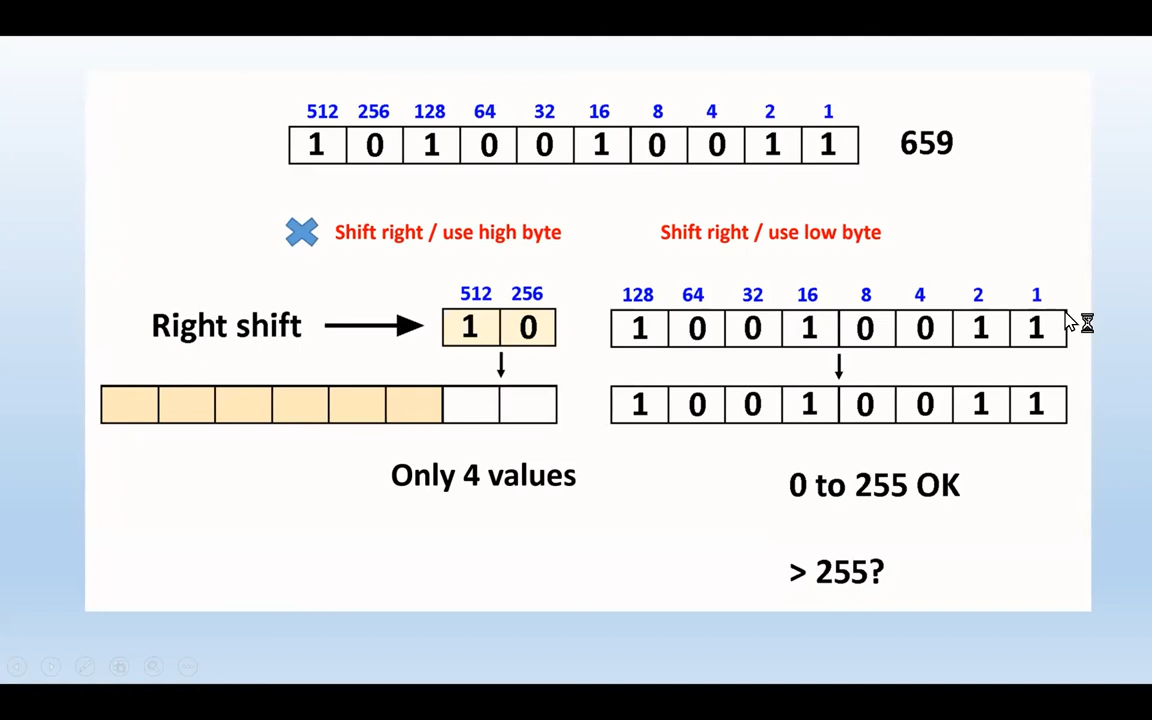 512 256 128 64 32 16 8 4 2 1
1 0 1 0 0 1 0 0 1 1 659
Shift right / use high byte Shift right / use low byte
512 256 128 64 32 16 8 4 2 1
Right shift 1 0 1 0 0 1 0 0 1 1
1 0 0 1 0 0 1 1
Only 4 values 0 to 255 OK
> 255?